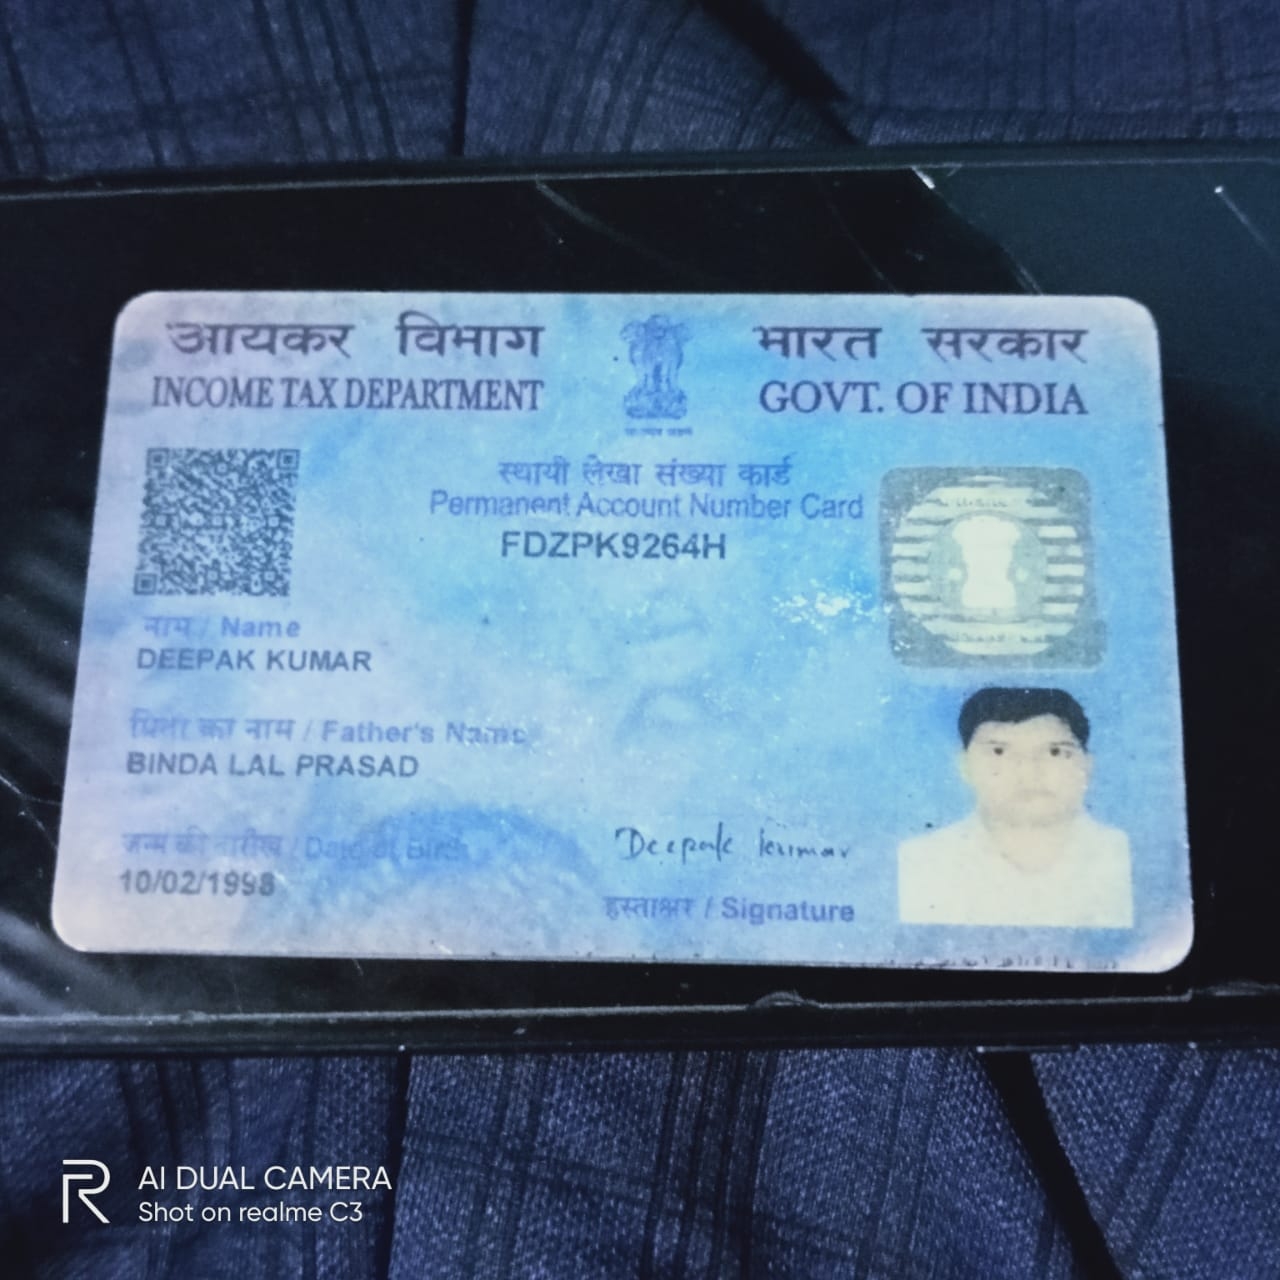 आयकर विभाग
INCOME TAX DEPARTMENT
भारत सरकार
GOVT. OF INDIA
स्थायी लेखा संख्या कार्ड
Permanent Account Number Card
FDZPK9264H
नाम / Name
DEEPAK KUMAR
पिता का नाम / Father's Name
BINDA LAL PRASAD
जन्म की तारीख / Date of Birth
10/02/1998
Deepak kumar
हस्ताक्षर / Signature
R AI DUAL CAMERA
Shot on realme C3